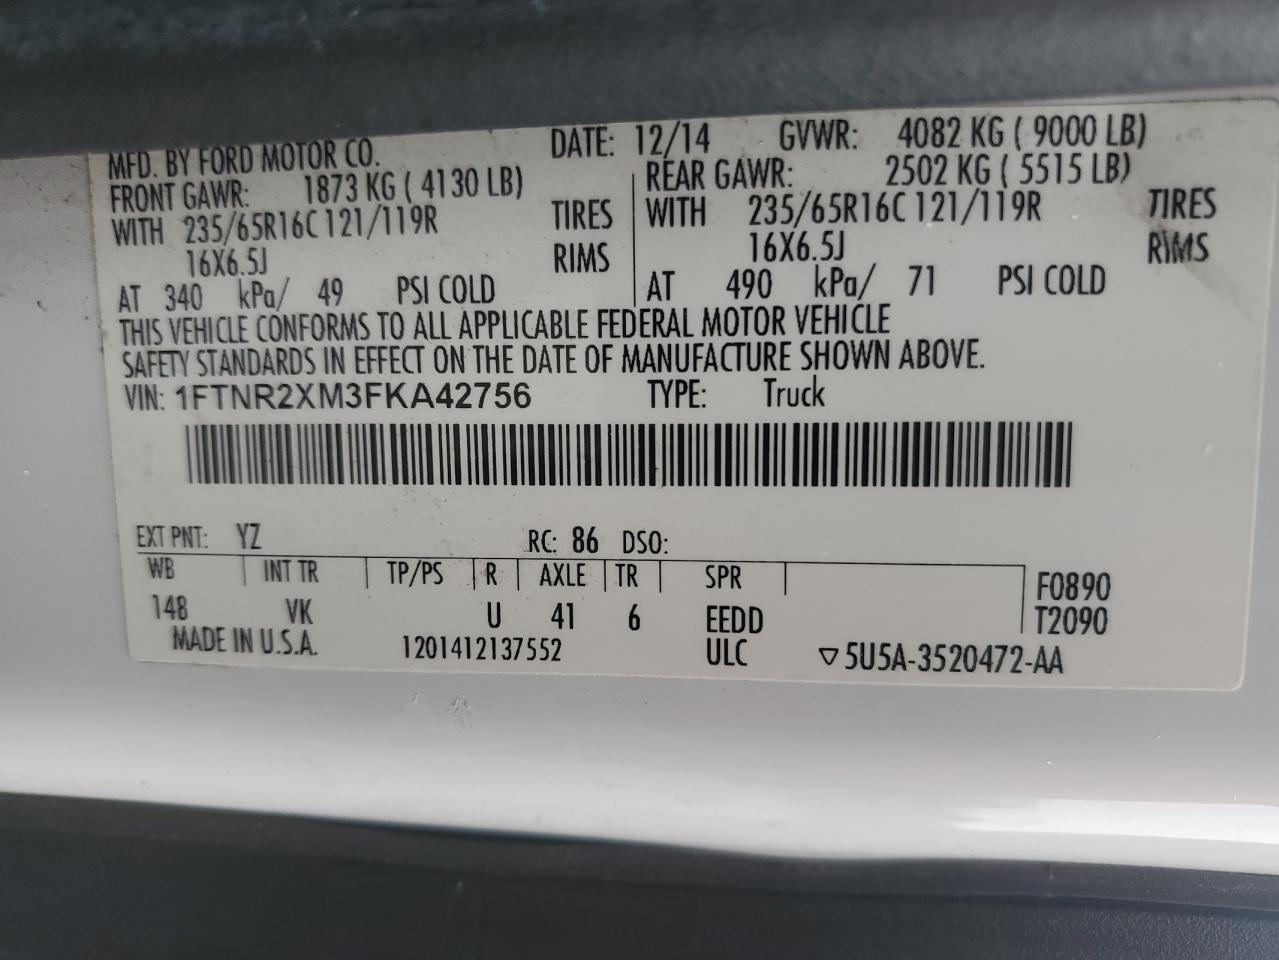 MFD. BY FORD MOTOR CO. DATE: 12/14 GVWR: 4082 KG ( 9000 LB)
FRONT GAWR: 1873 KG ( 4130 LB) REAR GAWR: 2502 KG ( 5515 LB)
WITH 235/65R16C 121/119R TIRES WITH 235/65R16C 121/119R TIRES
16X6.5J RIMS 16X6.5J RIMS
AT 340 kPa/ 49 PSI COLD AT 490 kPa/ 71 PSI COLD
THIS VEHICLE CONFORMS TO ALL APPLICABLE FEDERAL MOTOR VEHICLE
SAFETY STANDARDS IN EFFECT ON THE DATE OF MANUFACTURE SHOWN ABOVE.
VIN: 1FTNR2XM3FKA42756 TYPE: Truck
EXT PNT: YZ RC: 86 DSO:
WB INT TR TP/PS R AXLE TR SPR F0890
148 VK U 41 6 EEDD T2090
MADE IN U.S.A. 1201412137552 ULC ▽5U5A-3520472-AA